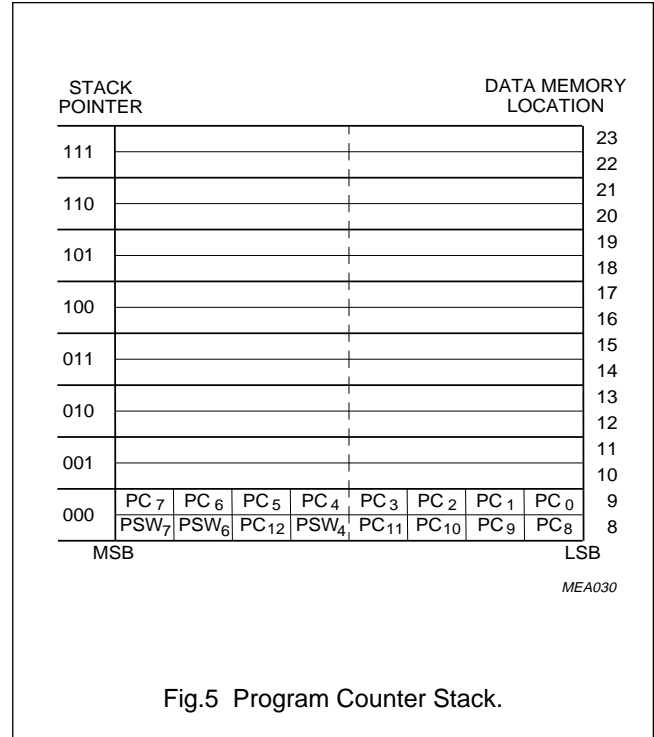 STACK POINTER
DATA MEMORY LOCATION
111 23
22
110 21
20
101 19
18
100 17
16
011 15
14
010 13
12
001 11
10
000 PC7 PC6 PC5 PC4 PC3 PC2 PC1 PC0 9
PSW7 PSW6 PC12 PSW4 PC11 PC10 PC9 PC8 8
MSB LSB
MEA030
Fig.5 Program Counter Stack.